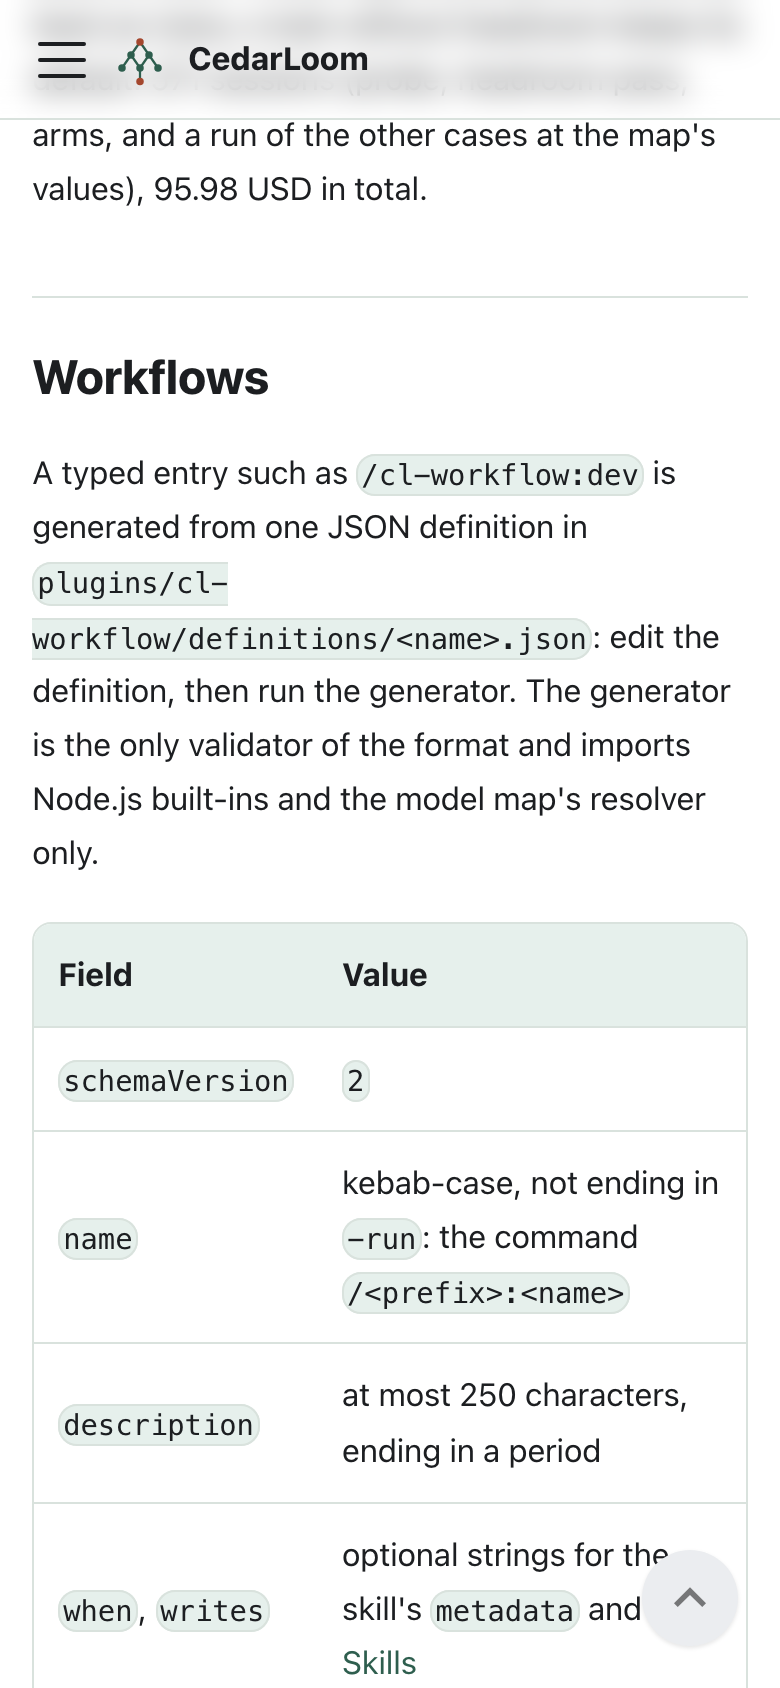 CedarLoom
arms, and a run of the other cases at the map's
values), 95.98 USD in total.
Workflows
A typed entry such as /cl-workflow:dev is
generated from one JSON definition in
plugins/cl-
workflow/definitions/<name>.json: edit the
definition, then run the generator. The generator
is the only validator of the format and imports
Node.js built-ins and the model map's resolver
only.
Field Value
schemaVersion 2
kebab-case, not ending in
name -run: the command
/<prefix>:<name>
description
at most 250 characters,
ending in a period
when, writes
optional strings for the
skill's metadata and
Skills